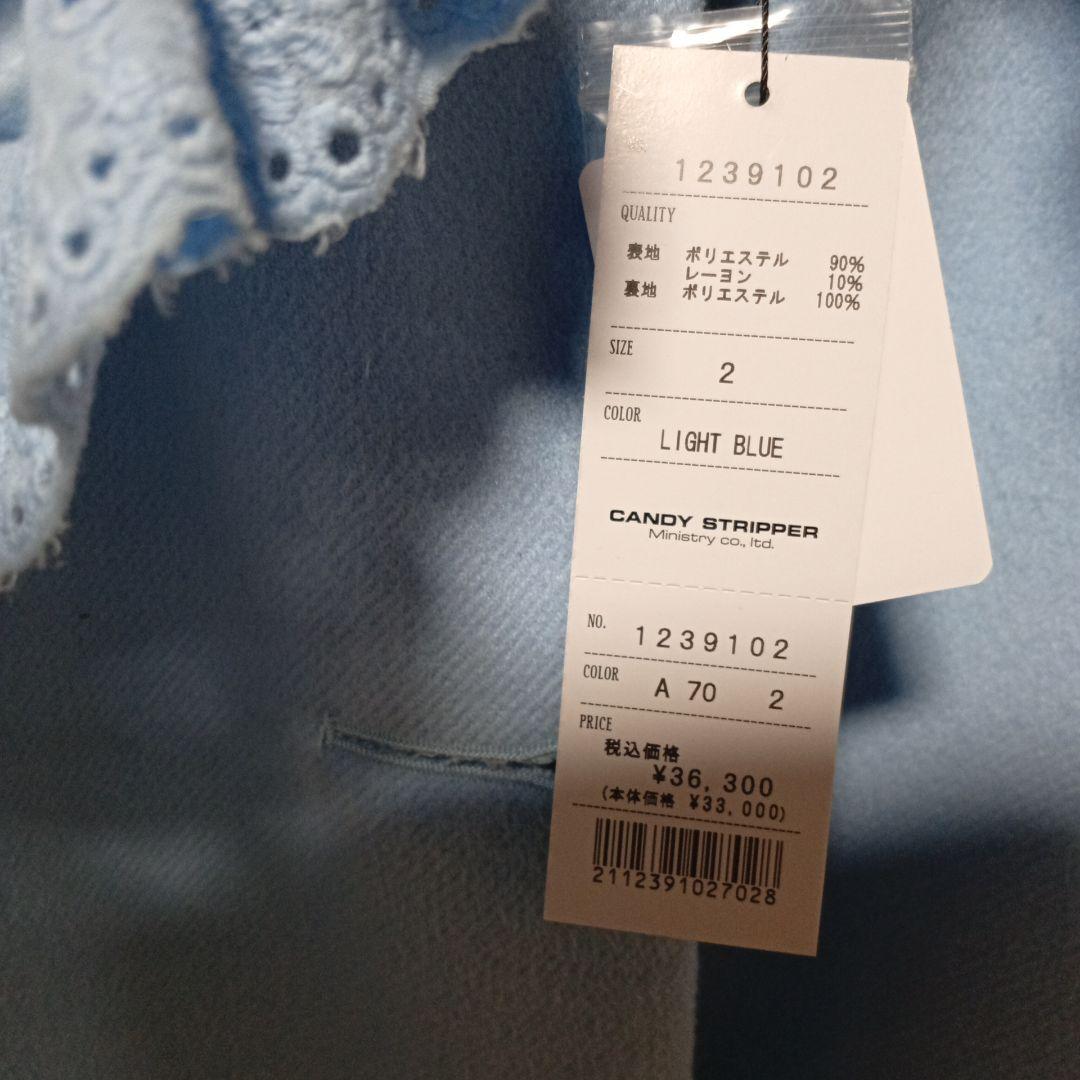 1239102
QUALITY
表地 ポリエステル 90%
レーヨン 10%
裏地 ポリエステル 100%
SIZE
2
COLOR
LIGHT BLUE
CANDY STRIPPER
Ministry co., ltd.
NO.
1239102
COLOR
A 70 2
PRICE
税込価格
¥36,300
(本体価格 ¥33,000)
2112391027028